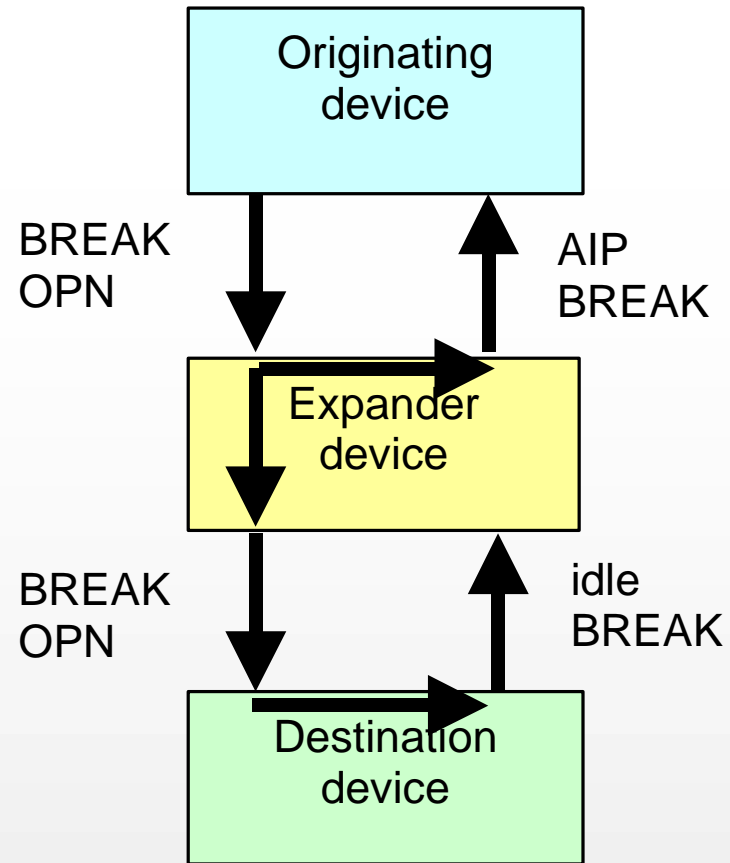 Originating
device
BREAK
OPN
AIP
BREAK
Expander
device
BREAK
OPN
idle
BREAK
Destination
device